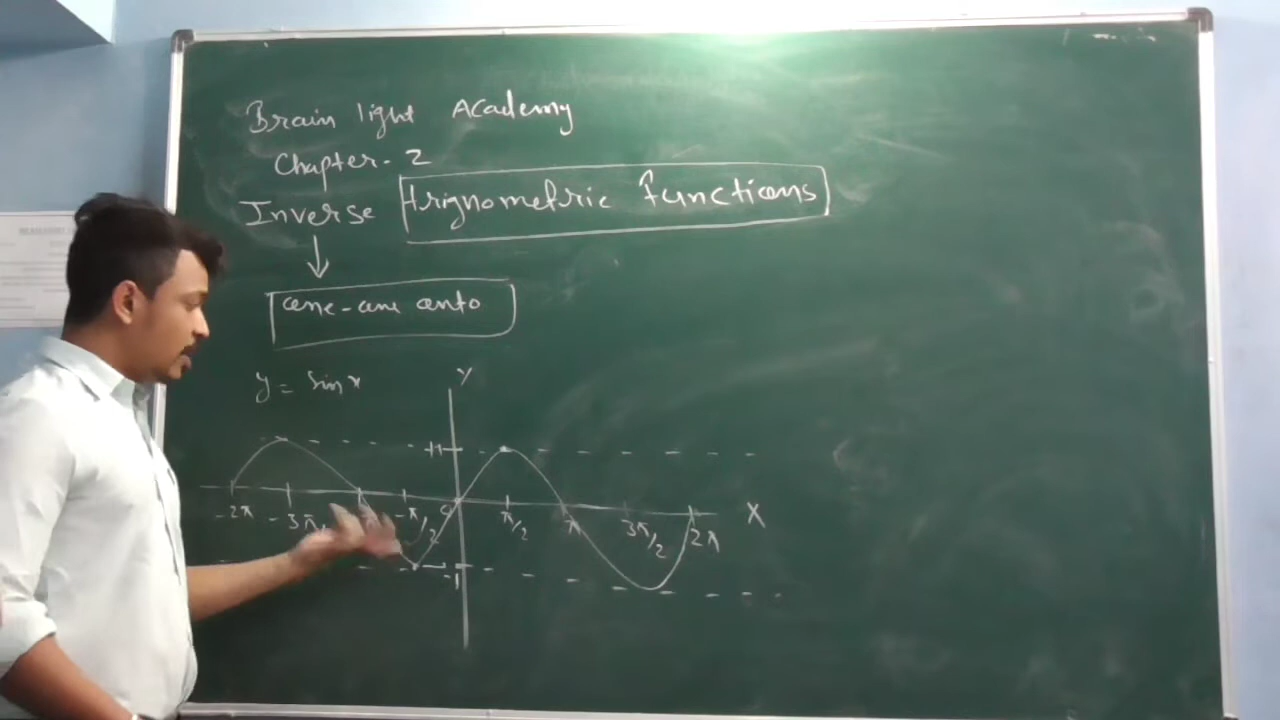 Brain light Academy
Chapter-2
Inverse trignometric functions
one-one onto
y = sin x
Y
+1
-2π -3π -π/2 0 π/2 π 3π/2 2π X
-1